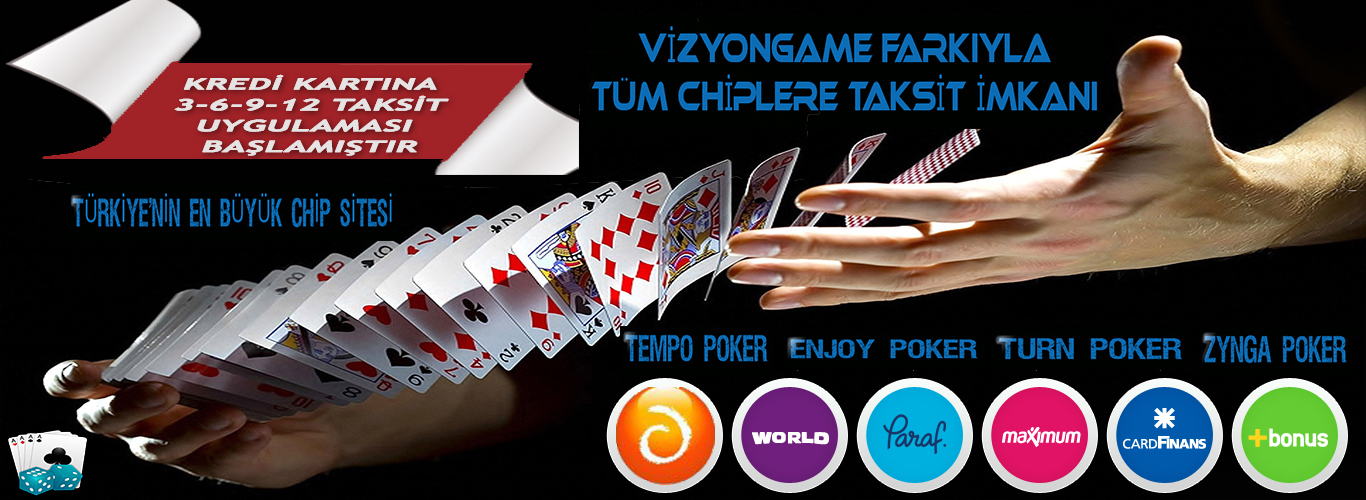 KREDİ KARTINA
3-6-9-12 TAKSİT
UYGULAMASI
BAŞLAMIŞTIR
VİZYONGAME FARKIYLA
TÜM CHİPLERE TAKSİT İMKANI
TÜRKİYE'NİN EN BÜYÜK CHİP SİTESİ
TEMPO POKER ENJOY POKER TURN POKER ZYNGA POKER
WORLD
Paraf.
maximum
CARDFINANS
+bonus